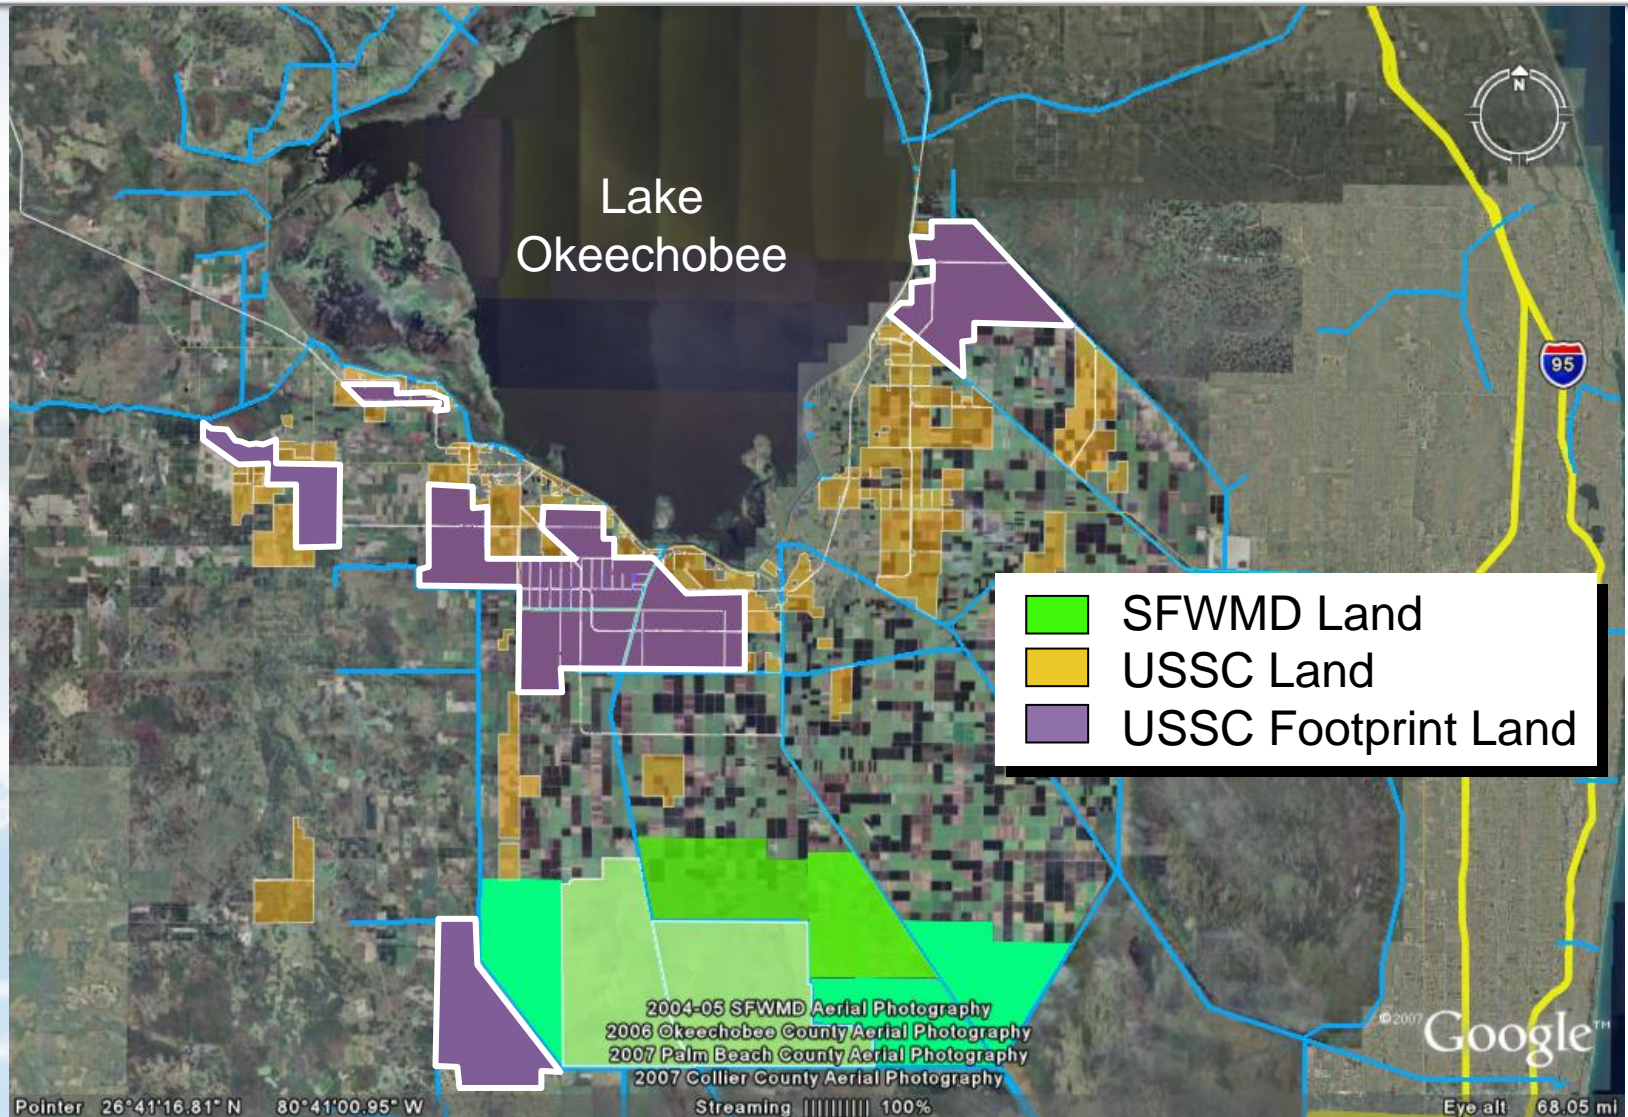 N
Lake
Okeechobee
95
SFWMD Land
USSC Land
USSC Footprint Land
2004-05 SFWMD Aerial Photography
2006 Okeechobee County Aerial Photography
2007 Palm Beach County Aerial Photography
2007 Collier County Aerial Photography
©2007 Google™
Pointer 26°41'16.81" N 80°41'00.95" W Streaming ||||||||| 100% Eye alt 68.05 mi